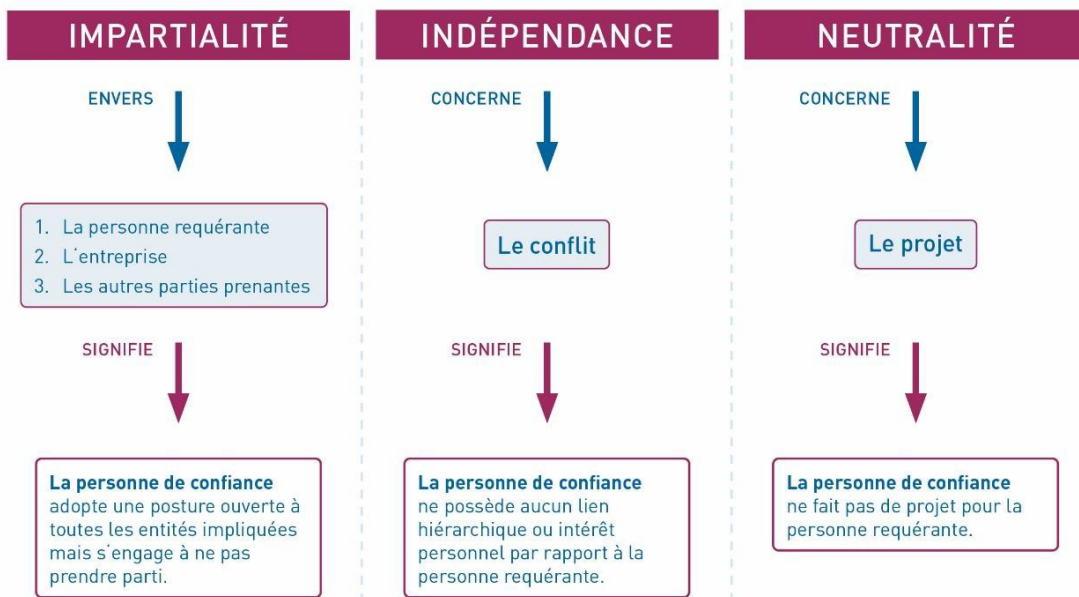 IMPARTIALITÉ
ENVERS
1. La personne requérante
2. L'entreprise
3. Les autres parties prenantes
SIGNIFIE
La personne de confiance
adopte une posture ouverte à
toutes les entités impliquées
mais s'engage à ne pas
prendre parti.
INDÉPENDANCE
CONCERNE
Le conflit
SIGNIFIE
La personne de confiance
ne possède aucun lien
hiérarchique ou intérêt
personnel par rapport à la
personne requérante.
NEUTRALITÉ
CONCERNE
Le projet
SIGNIFIE
La personne de confiance
ne fait pas de projet pour la
personne requérante.